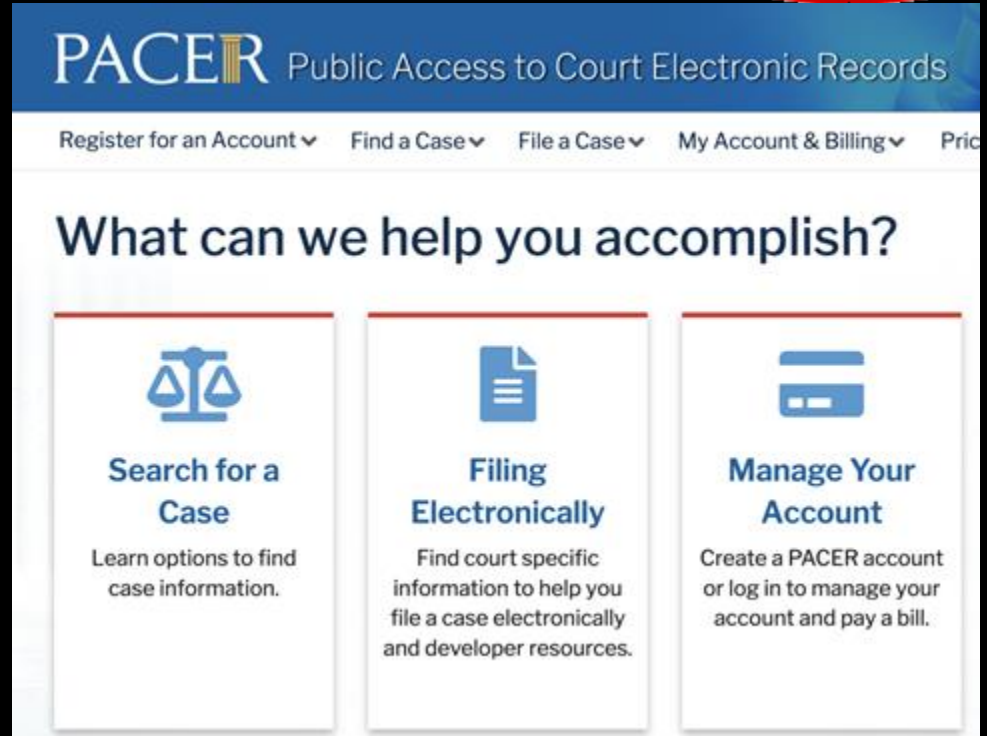 PACER Public Access to Court Electronic Records
Register for an Account Find a Case File a Case My Account & Billing Pric
What can we help you accomplish?
Search for a
Case
Learn options to find
case information.
Filing
Electronically
Find court specific
information to help you
file a case electronically
and developer resources.
Manage Your
Account
Create a PACER account
or log in to manage your
account and pay a bill.